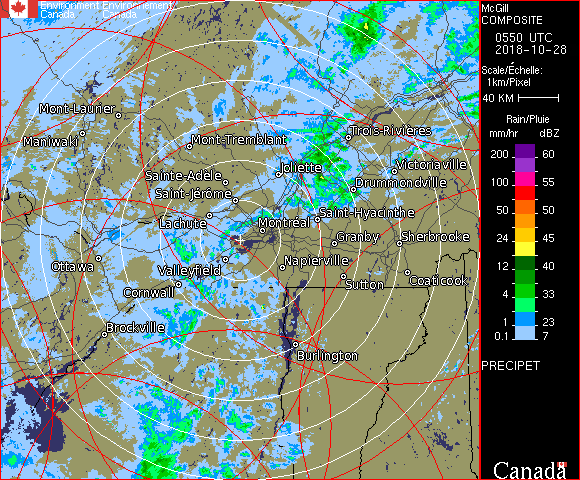 Environment Environnement
Canada Canada
McGill
COMPOSITE
0550 UTC
2018-10-28
Scale/Échelle:
1km/Pixel
40 KM
Rain/Pluie
mm/hr dBZ
200 60
100 55
50 50
24 45
12 40
4 33
1 23
0.1 7
PRECIPET
Canada
Mont-Laurier
Maniwaki
Mont-Tremblant
Trois-Rivières
Sainte-Adèle
Joliette
Victoriaville
Saint-Jérôme
Drummondville
Lachute
Montréal
Saint-Hyacinthe
Granby
Sherbrooke
Ottawa
Valleyfield
Napierville
Cornwall
Sutton
Coaticook
Brockville
Burlington